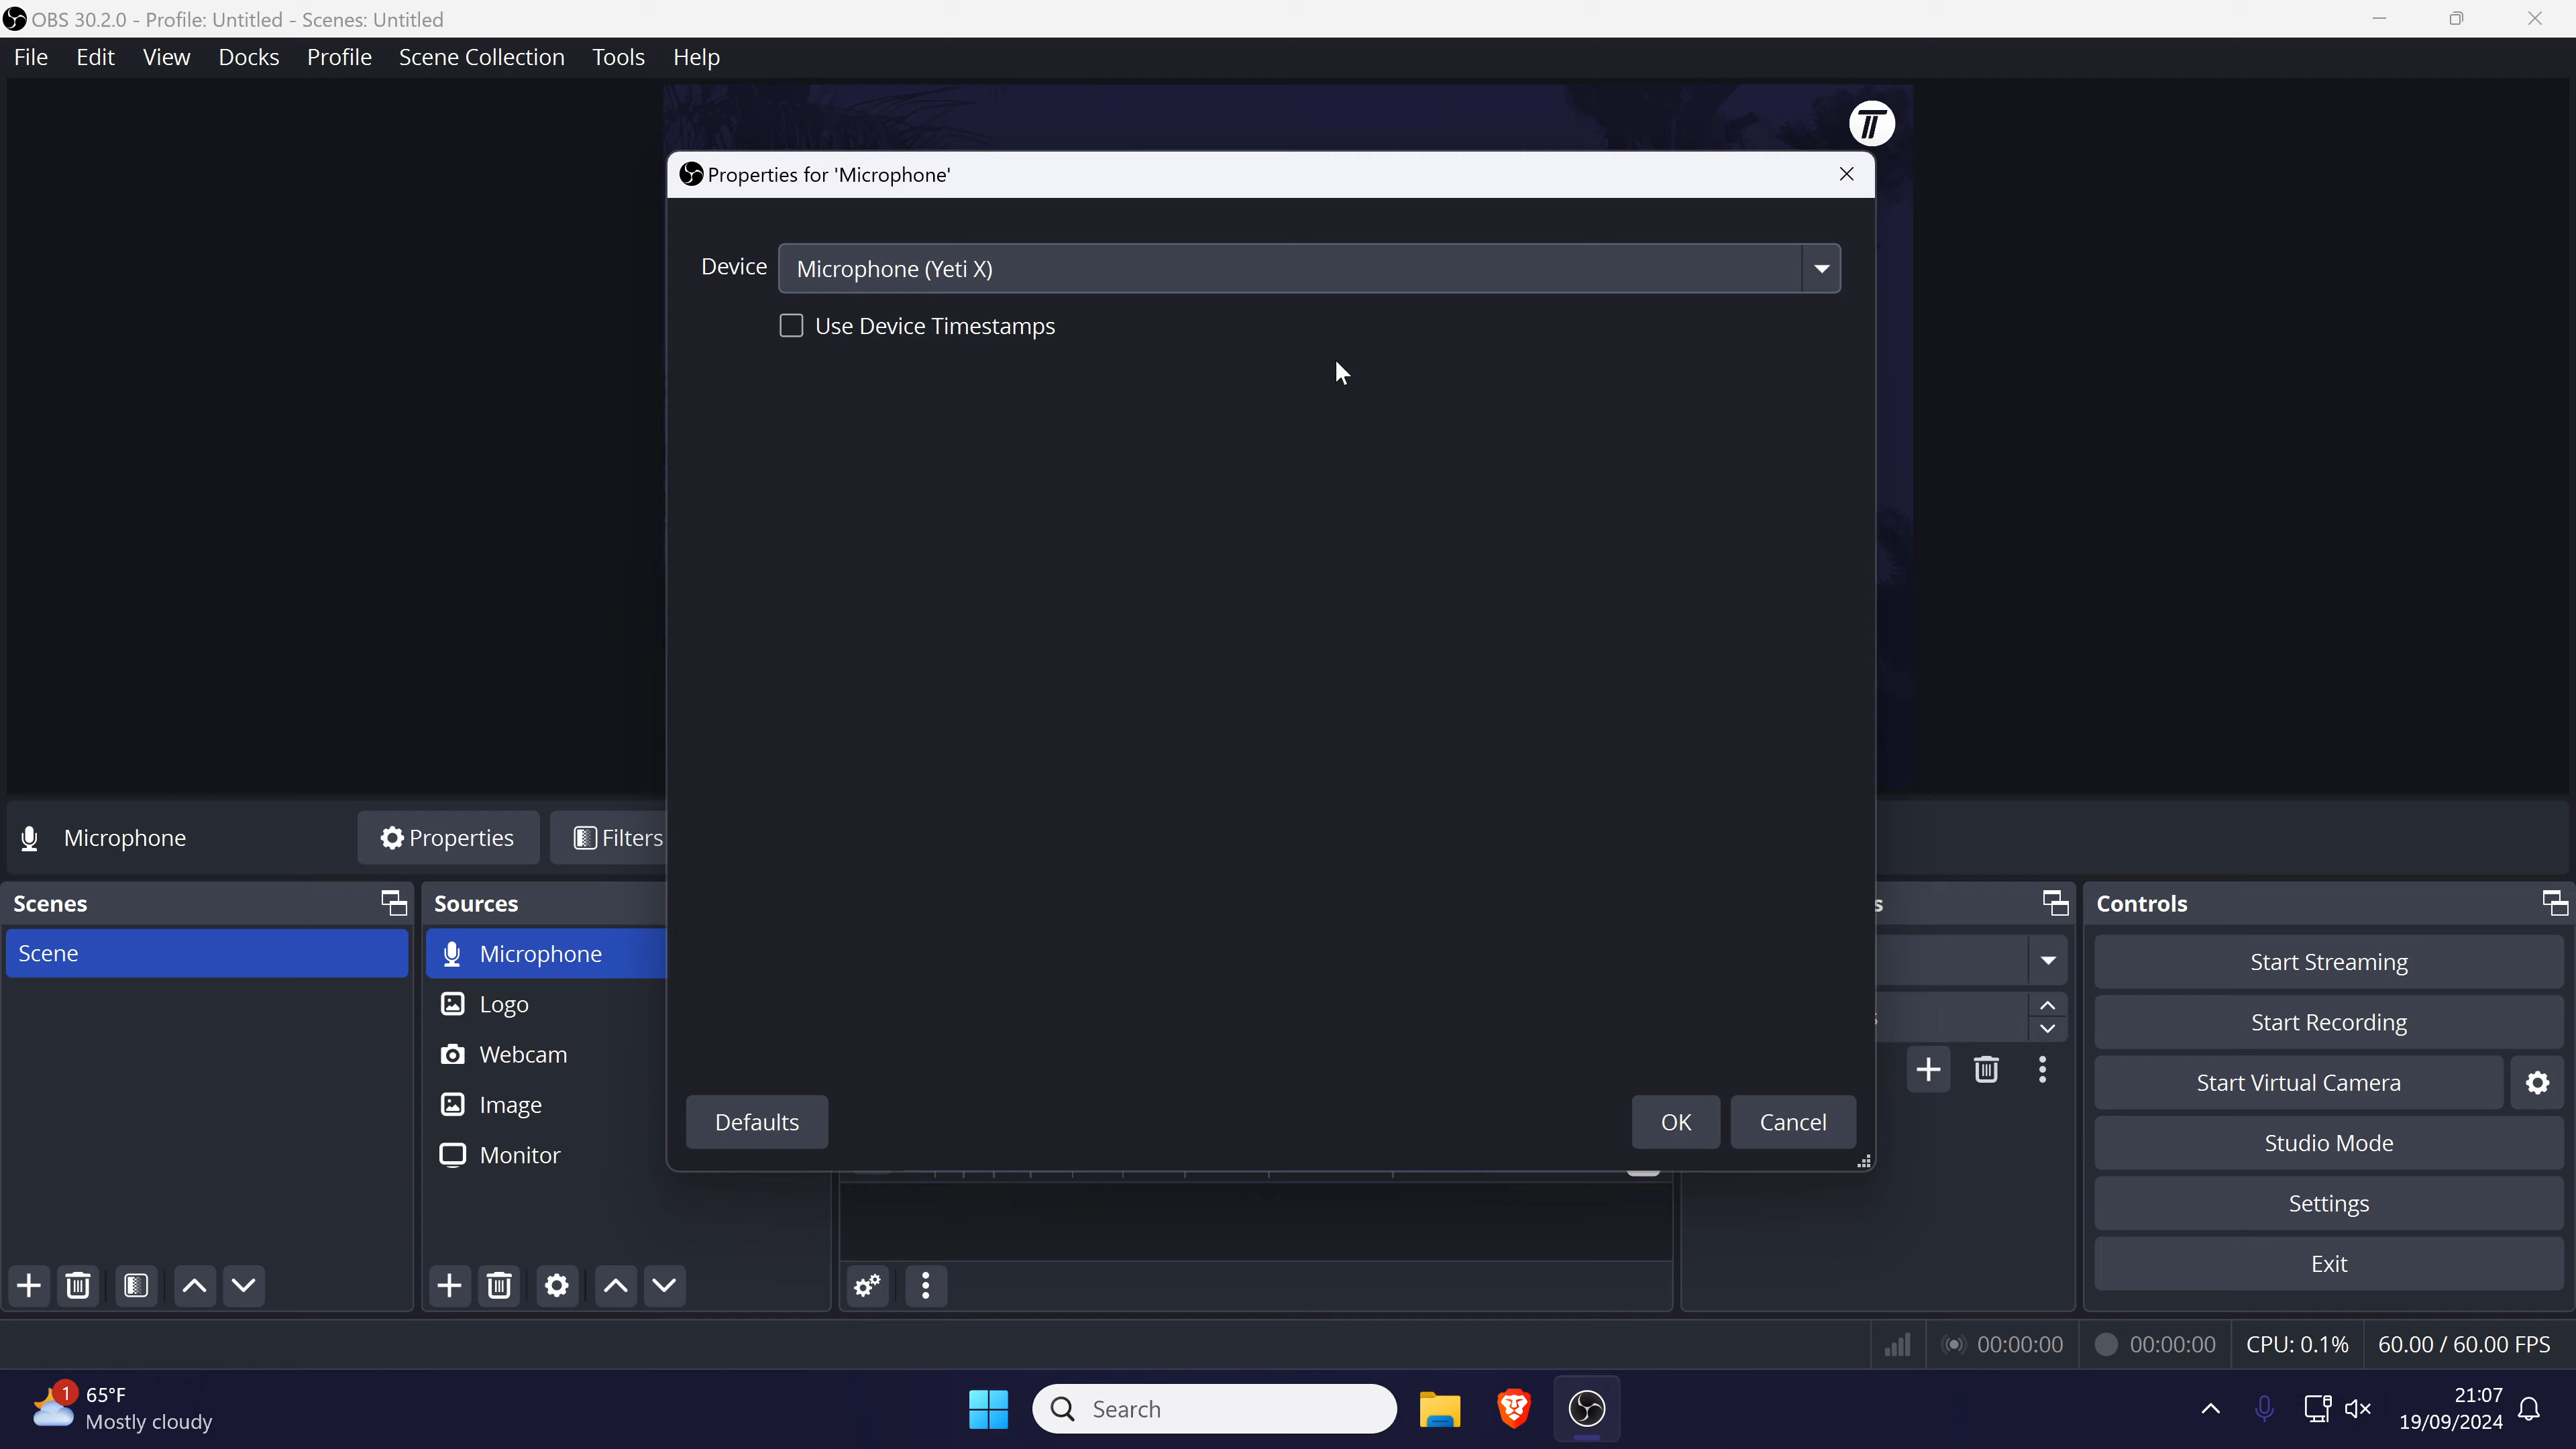 OBS 30.2.0 - Profile: Untitled - Scenes: Untitled
File Edit View Docks Profile Scene Collection Tools Help
Properties for 'Microphone'
Device Microphone (Yeti X)
Use Device Timestamps
Defaults OK Cancel
Microphone Properties Filters
Scenes
Scene
Sources
Microphone
Logo
Webcam
Image
Monitor
s
Controls
Start Streaming
Start Recording
Start Virtual Camera
Studio Mode
Settings
Exit
00:00:00 00:00:00 CPU: 0.1% 60.00 / 60.00 FPS
1
65°F
Mostly cloudy
Search
21:07
19/09/2024